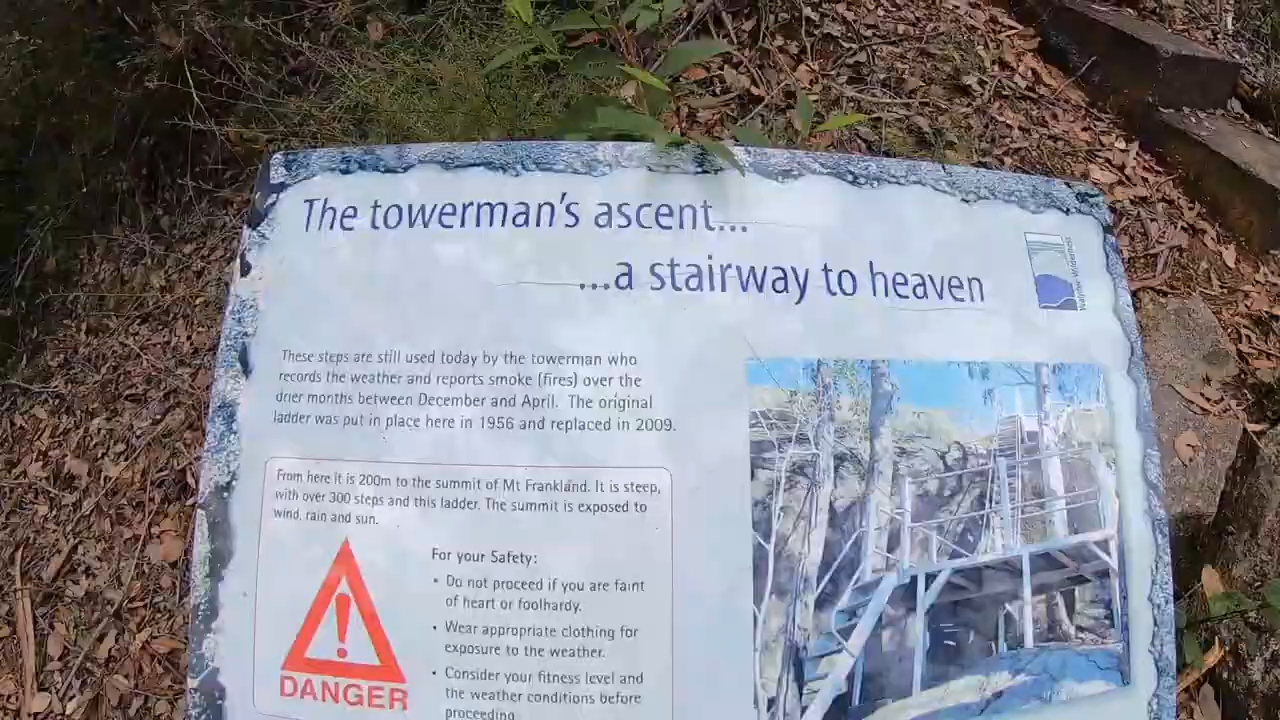 The towerman's ascent...
...a stairway to heaven
Walpole Wilderness
These steps are still used today by the towerman who
records the weather and reports smoke (fires) over the
drier months between December and April. The original
ladder was put in place here in 1956 and replaced in 2009.
From here it is 200m to the summit of Mt Frankland. It is steep,
with over 300 steps and this ladder. The summit is exposed to
wind, rain and sun.
DANGER
For your Safety:
• Do not proceed if you are faint
of heart or foolhardy.
• Wear appropriate clothing for
exposure to the weather.
• Consider your fitness level and
the weather conditions before
proceeding